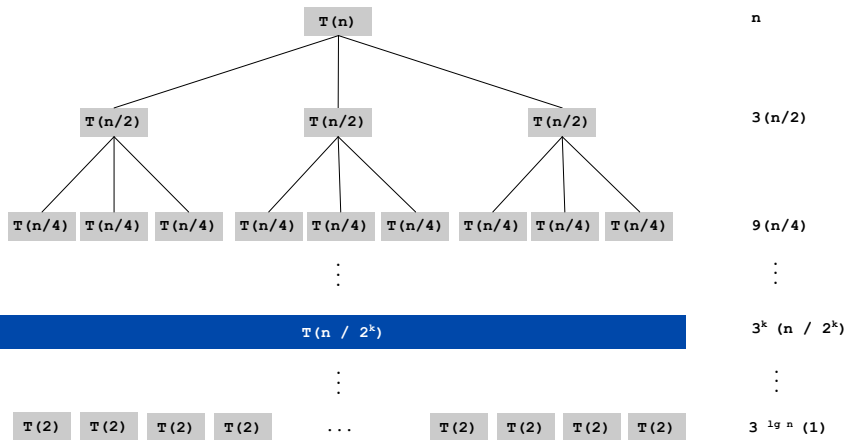 T(n) n
T(n/2) T(n/2) T(n/2) 3(n/2)
T(n/4) T(n/4) T(n/4) T(n/4) T(n/4) T(n/4) T(n/4) T(n/4) T(n/4) 9(n/4)
T(n / 2ᵏ) 3ᵏ (n / 2ᵏ)
T(2) T(2) T(2) T(2) ... T(2) T(2) T(2) T(2) 3 ˡᵍ ⁿ (1)